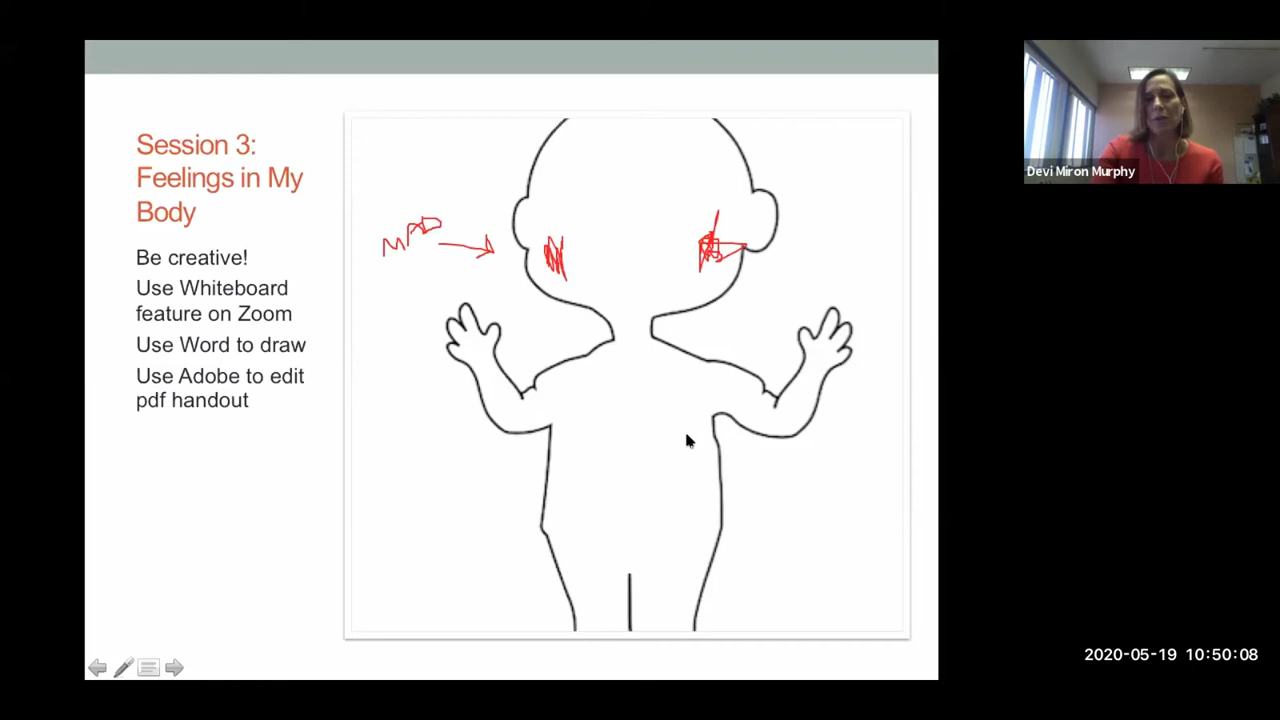 Session 3:
Feelings in My
Body
Be creative!
Use Whiteboard
feature on Zoom
Use Word to draw
Use Adobe to edit
pdf handout
MAD
Devi Miron Murphy
2020-05-19 10:50:08